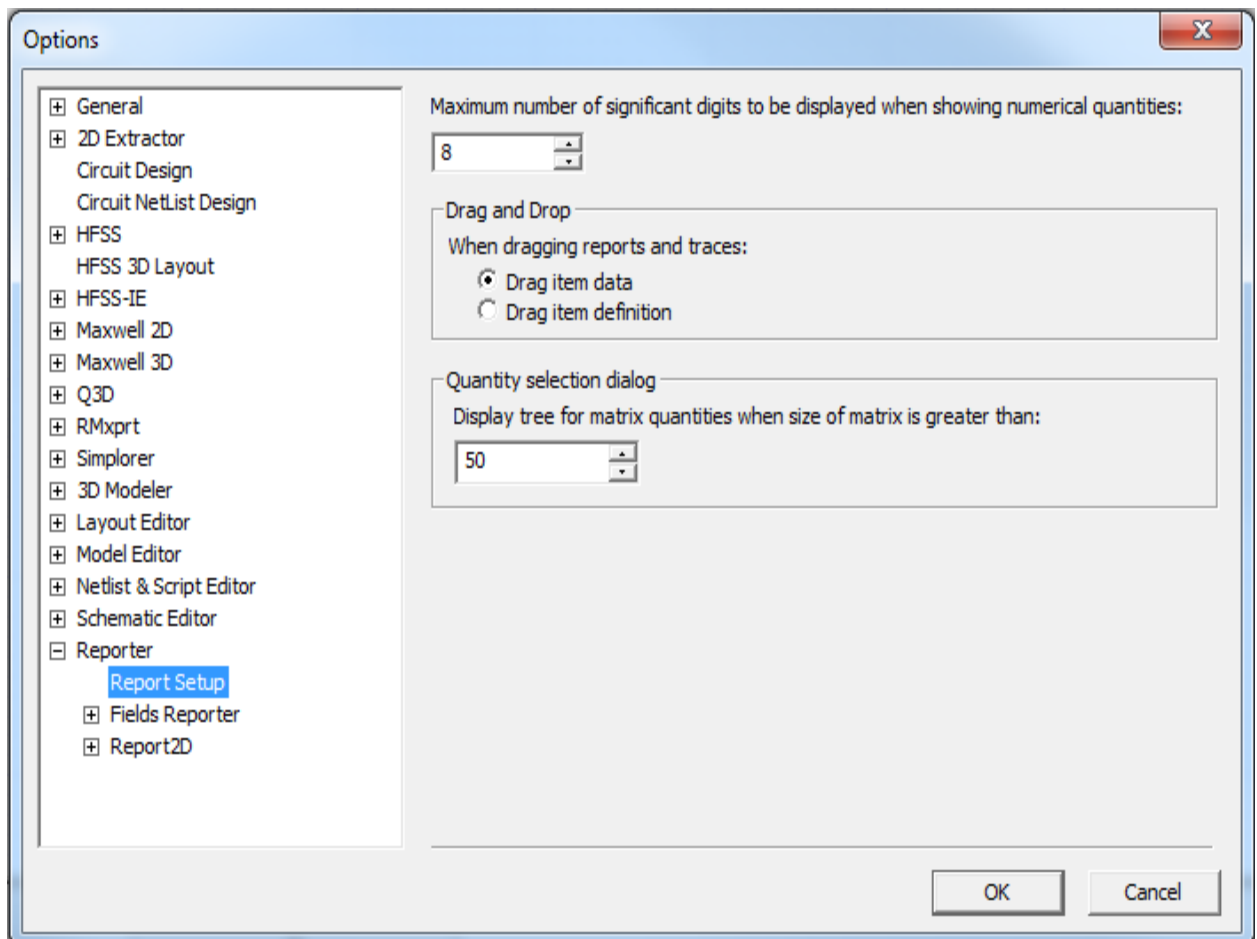 Options
General
2D Extractor
Circuit Design
Circuit NetList Design
HFSS
HFSS 3D Layout
HFSS-IE
Maxwell 2D
Maxwell 3D
Q3D
RMxprt
Simplorer
3D Modeler
Layout Editor
Model Editor
Netlist & Script Editor
Schematic Editor
Reporter
Report Setup
Fields Reporter
Report2D
Maximum number of significant digits to be displayed when showing numerical quantities:
8
Drag and Drop
When dragging reports and traces:
Drag item data
Drag item definition
Quantity selection dialog
Display tree for matrix quantities when size of matrix is greater than:
50
OK
Cancel